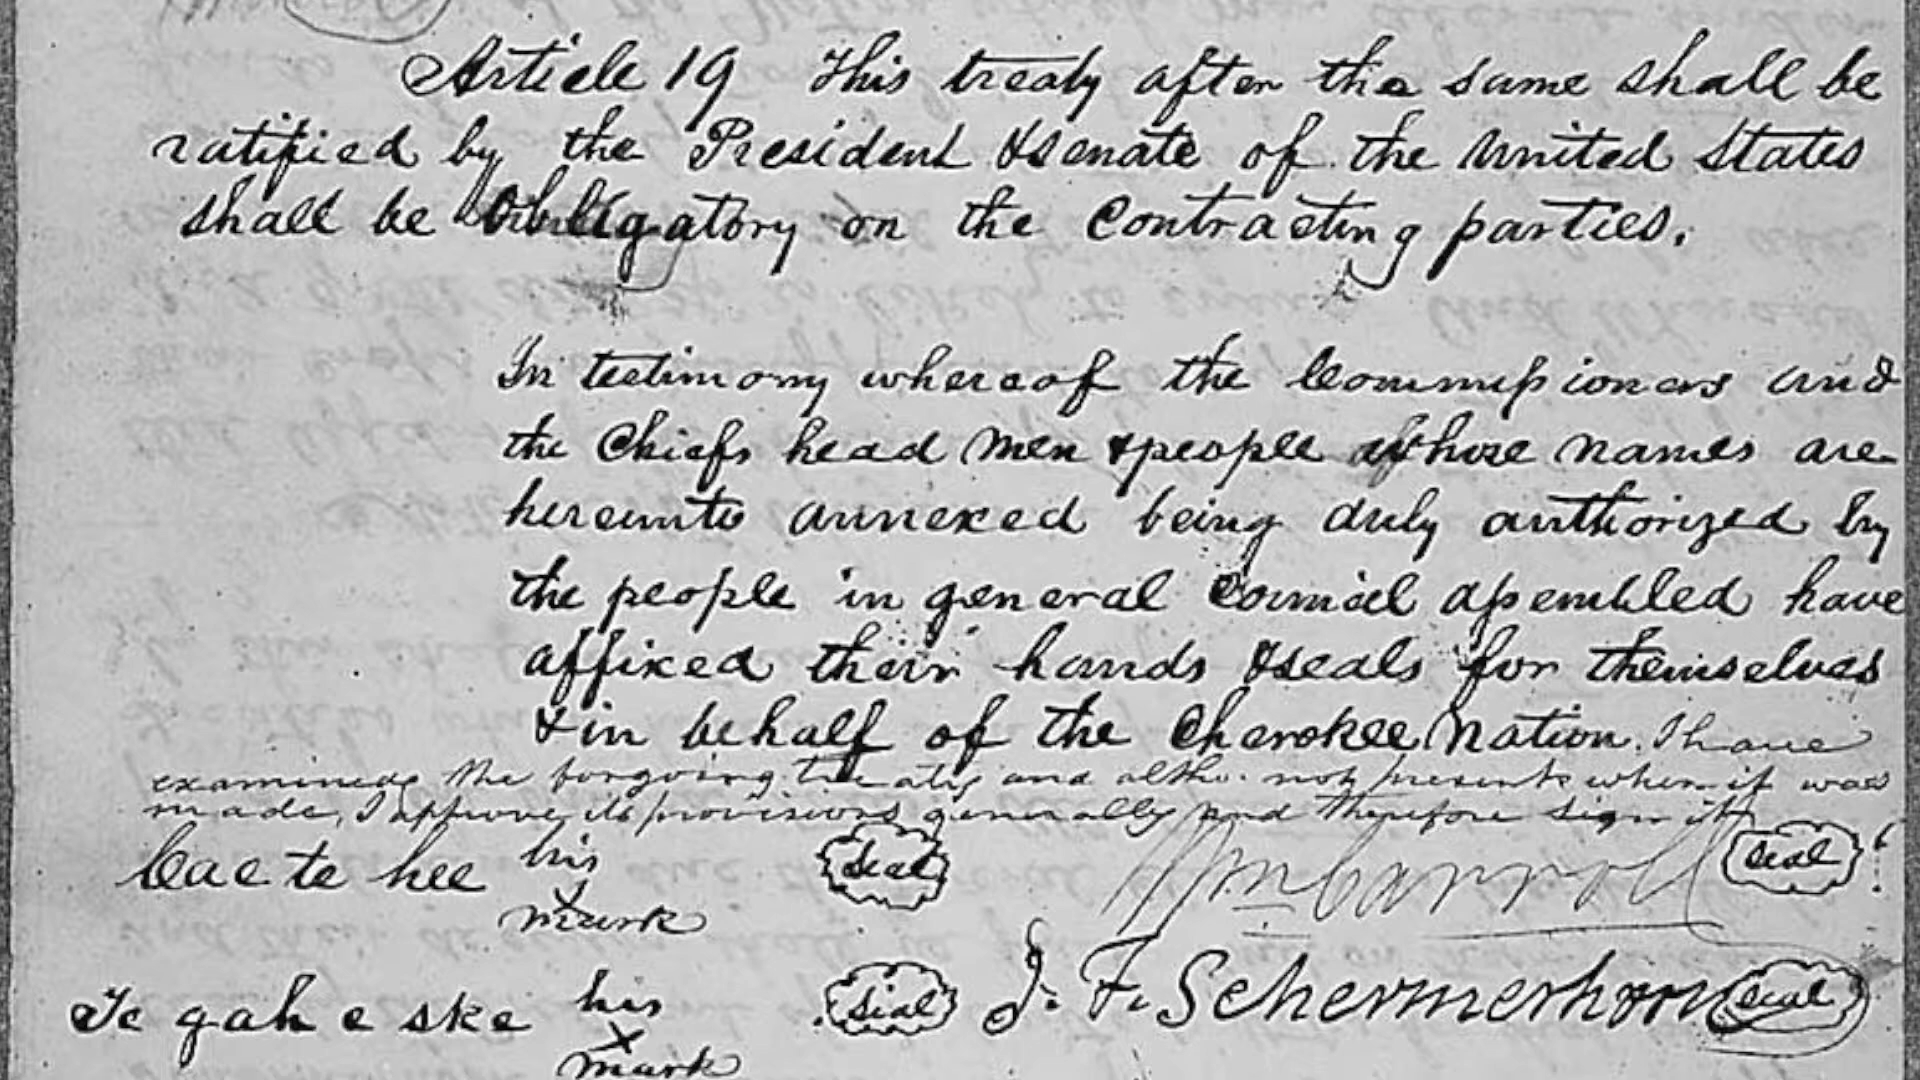 Article 19 This treaty after the same shall be
ratified by the President & Senate of the United States
shall be obligatory on the Contracting parties.
In testimony whereof the Commissioners and
the Chiefs head men & people whose names are
hereunto annexed being duly authorized by
the people in general Council assembled have
affixed their hands & seals for themselves
& in behalf of the Cherokee Nation. I have
examined the forgoing treaty and altho. not present when it was
made, I approve its provisions generally and therefore sign it
Cae te hee his x mark seal Wm Carroll seal
Te gah e ske his x mark seal J. F. Schermerhorn seal